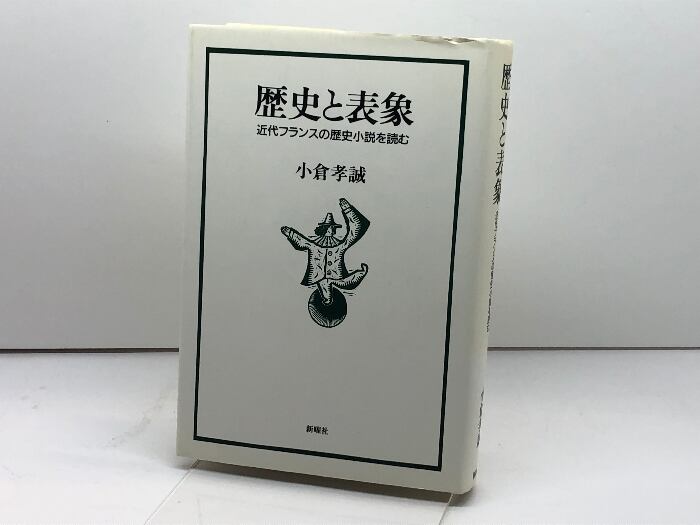 歴史と表象
近代フランスの歴史小説を読む
小倉孝誠
新曜社
歴史と表象